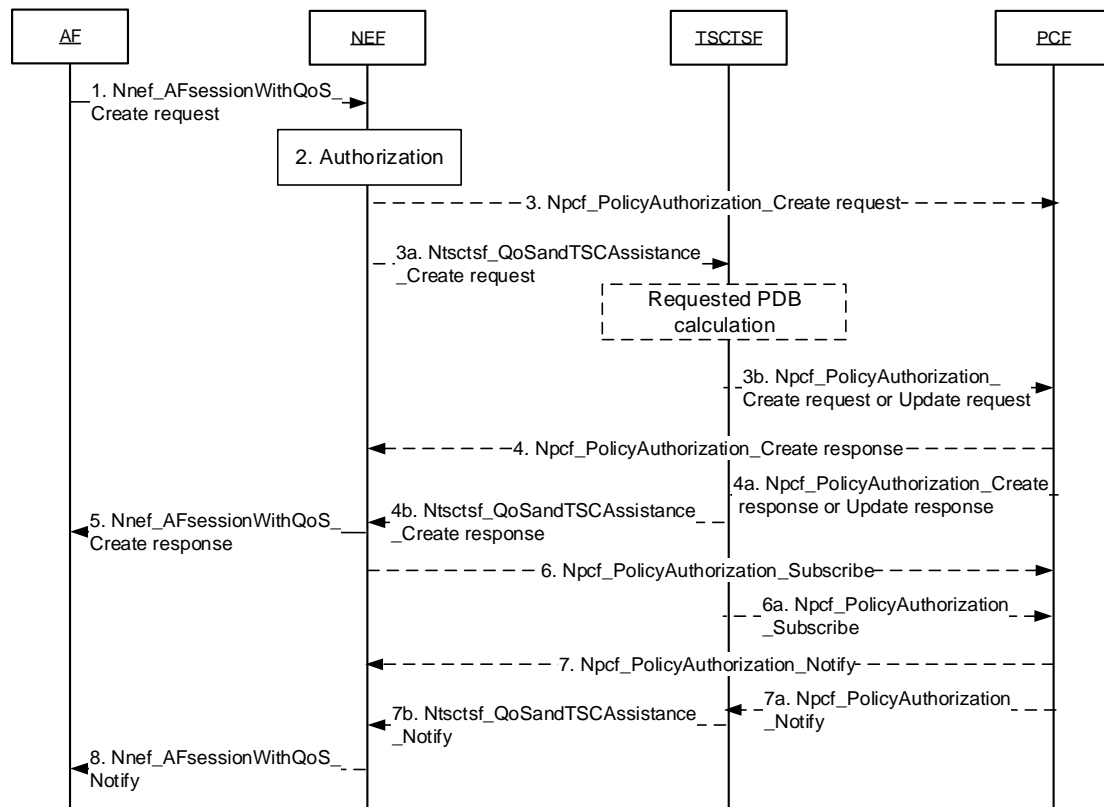 AF
NEF
TSCTSF
PCF
1. Nnef_AFsessionWithQoS_
Create request
2. Authorization
3. Npcf_PolicyAuthorization_Create request
3a. Ntsctsf_QoSandTSCAssistance
_Create request
Requested PDB
calculation
3b. Npcf_PolicyAuthorization_
Create request or Update request
4. Npcf_PolicyAuthorization_Create response
4a. Npcf_PolicyAuthorization_Create
response or Update response
4b. Ntsctsf_QoSandTSCAssistance
_Create response
5. Nnef_AFsessionWithQoS_
Create response
6. Npcf_PolicyAuthorization_Subscribe
6a. Npcf_PolicyAuthorization
_Subscribe
7. Npcf_PolicyAuthorization_Notify
7a. Npcf_PolicyAuthorization
_Notify
7b. Ntsctsf_QoSandTSCAssistance
_Notify
8. Nnef_AFsessionWithQoS_
Notify